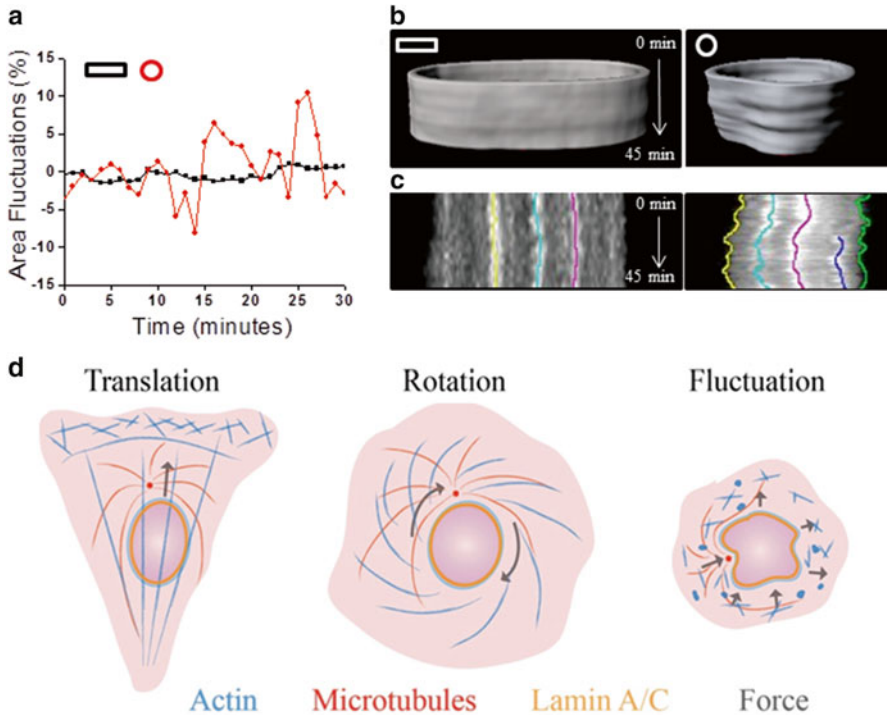 a
Area Fluctuations (%)
15
10
5
0
-5
-10
-15
0 5 10 15 20 25 30
Time (minutes)
b
0 min
45 min
c
0 min
45 min
d
Translation
Rotation
Fluctuation
Actin
Microtubules
Lamin A/C
Force